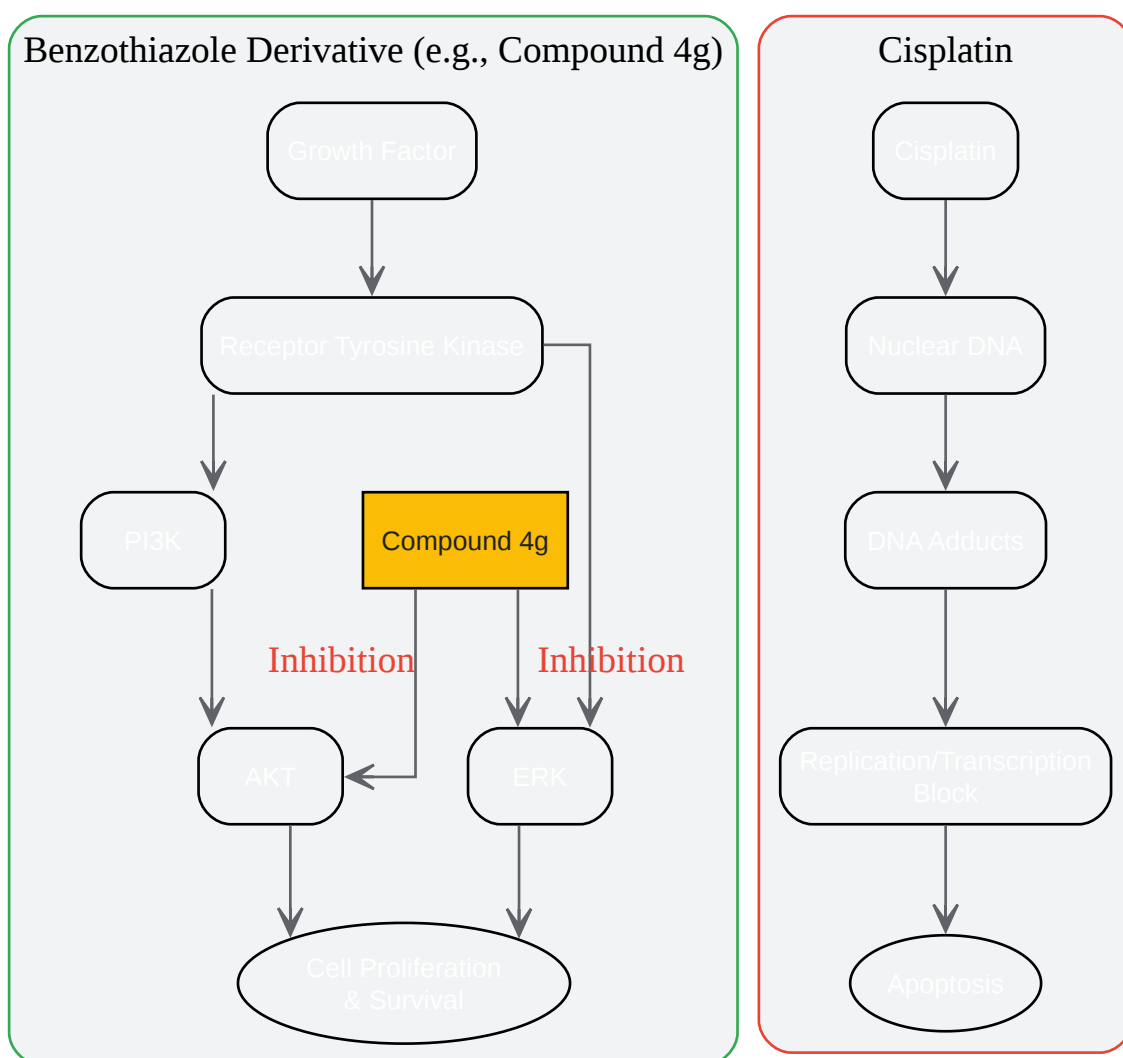 Benzothiazole Derivative (e.g., Compound 4g)
Growth Factor
Receptor Tyrosine Kinase
PI3K
Compound 4g
Inhibition
Inhibition
AKT
ERK
Cell Proliferation
& Survival
Cisplatin
Cisplatin
Nuclear DNA
DNA Adducts
Replication/Transcription
Block
Apoptosis